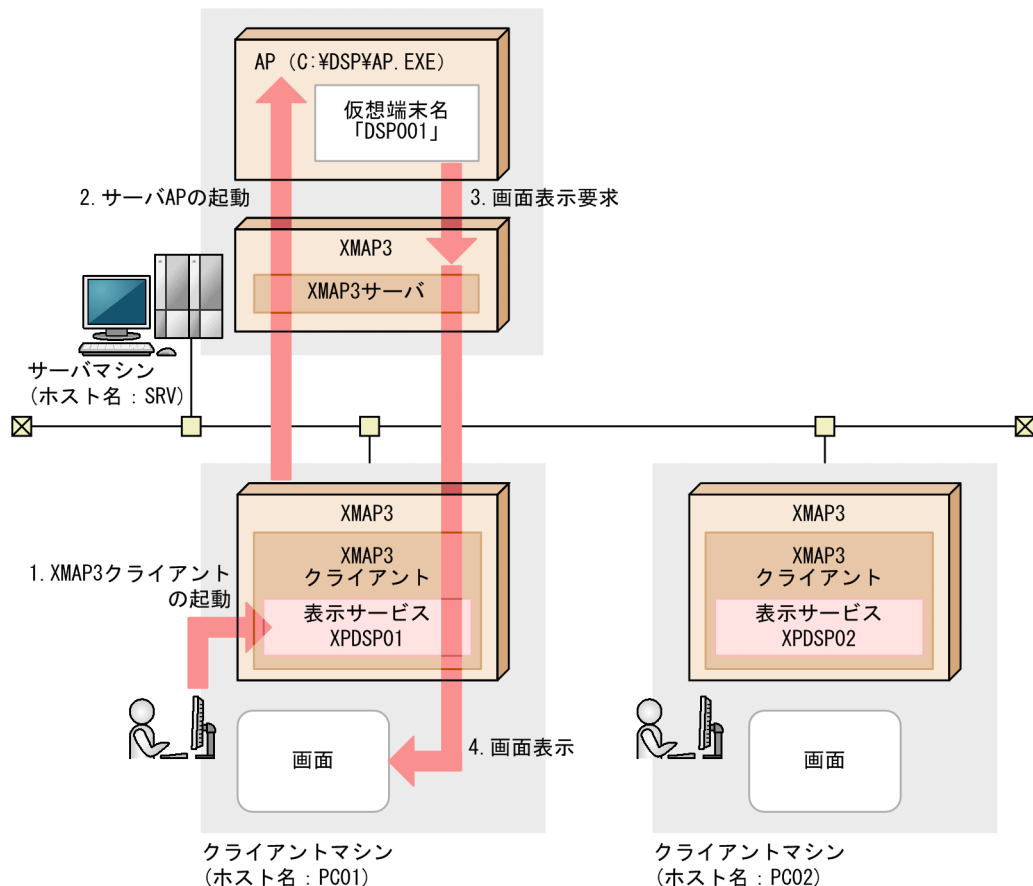 AP (C:¥DSP¥AP.EXE)
仮想端末名
「DSP001」
2.サーバAPの起動
3.画面表示要求
XMAP3
XMAP3サーバ
サーバマシン
(ホスト名：SRV)
XMAP3
XMAP3
クライアント
表示サービス
XPDSP01
1.XMAP3クライアント
の起動
画面
4.画面表示
クライアントマシン
(ホスト名：PC01)
XMAP3
XMAP3
クライアント
表示サービス
XPDSP02
画面
クライアントマシン
(ホスト名：PC02)